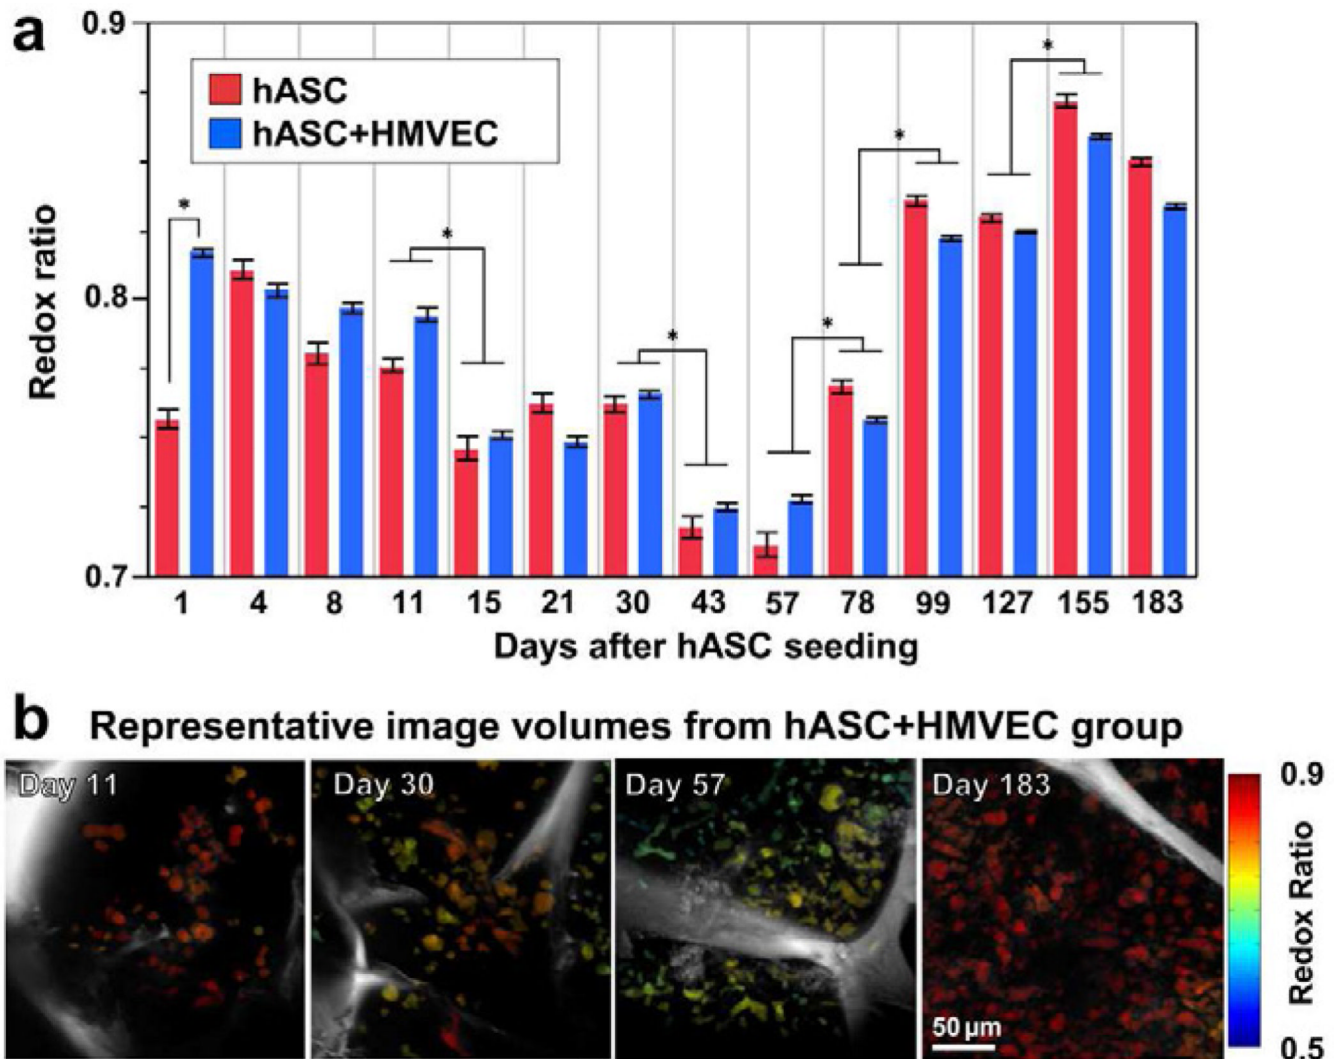 a
0.9
hASC
hASC+HMVEC
*
*
*
*
*
*
Redox ratio
0.8
0.7
1 4 8 11 15 21 30 43 57 78 99 127 155 183
Days after hASC seeding
b Representative image volumes from hASC+HMVEC group
Day 11 Day 30 Day 57 Day 183
50 µm
0.9
Redox Ratio
0.5